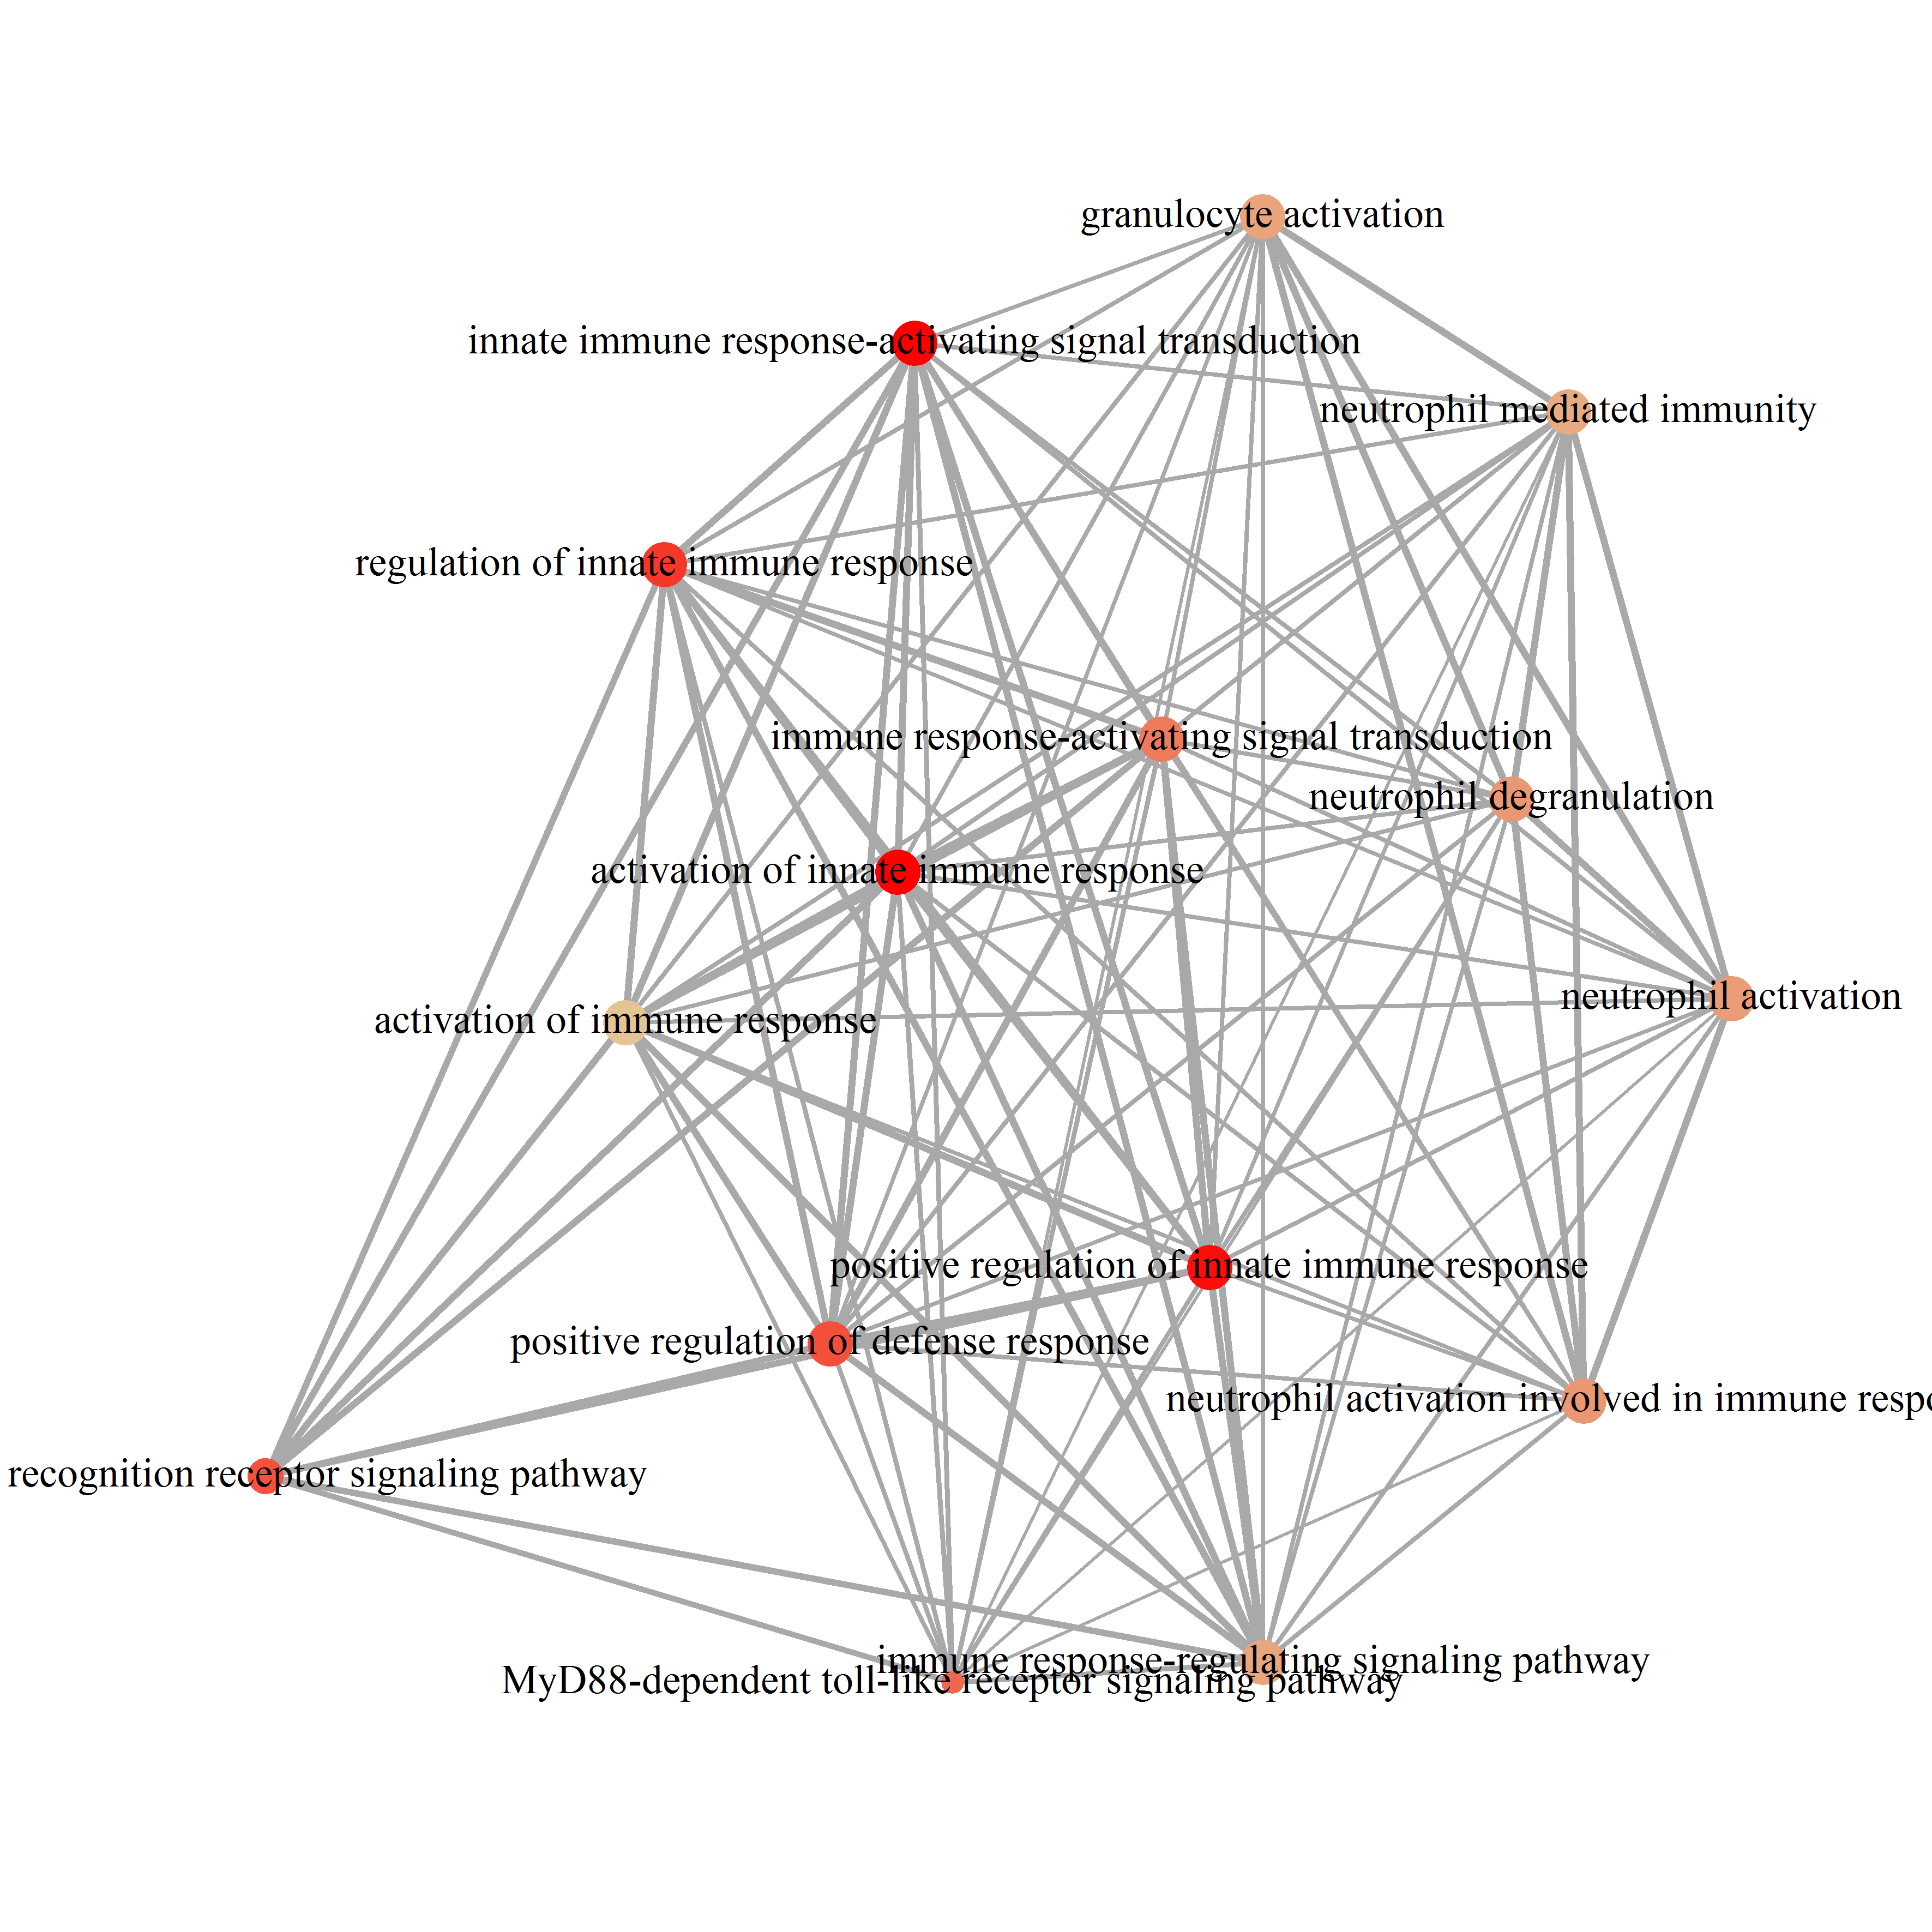 granulocyte activation
innate immune response-activating signal transduction
neutrophil mediated immunity
regulation of innate immune response
immune response-activating signal transduction
neutrophil degranulation
activation of innate immune response
neutrophil activation
activation of immune response
positive regulation of innate immune response
positive regulation of defense response
neutrophil activation involved in immune respo
recognition receptor signaling pathway
immune response-regulating signaling pathway
MyD88-dependent toll-like receptor signaling pathway